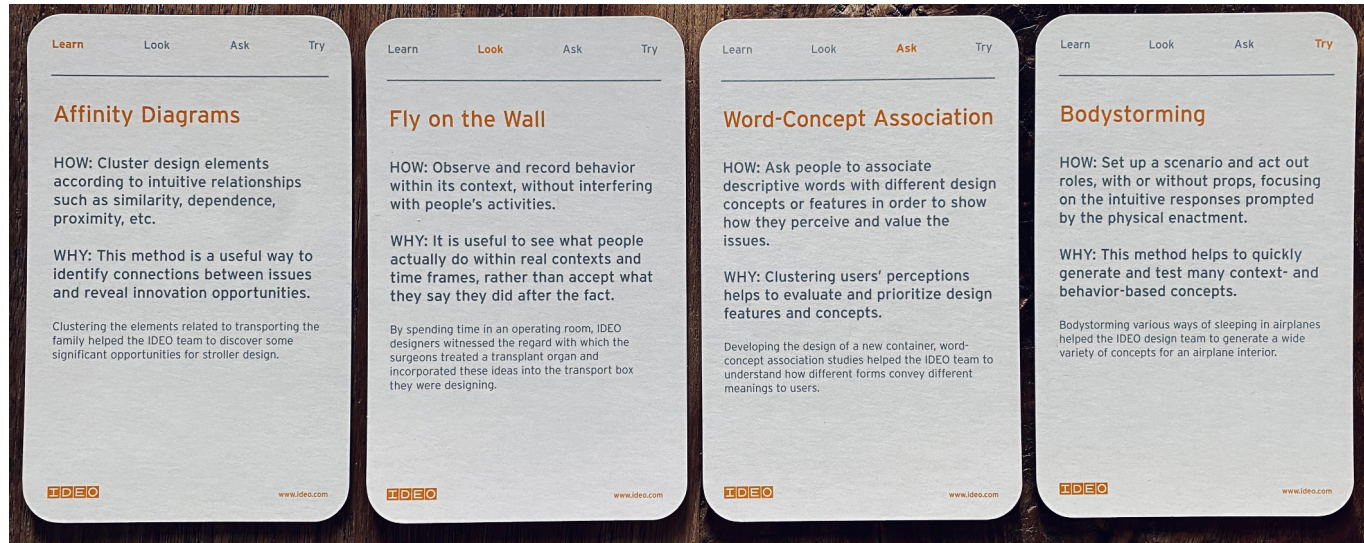 Learn Look Ask Try
Affinity Diagrams
HOW: Cluster design elements
according to intuitive relationships
such as similarity, dependence,
proximity, etc.
WHY: This method is a useful way to
identify connections between issues
and reveal innovation opportunities.
Clustering the elements related to transporting the
family helped the IDEO team to discover some
significant opportunities for stroller design.
IDEO www.ideo.com
Learn Look Ask Try
Fly on the Wall
HOW: Observe and record behavior
within its context, without interfering
with people's activities.
WHY: It is useful to see what people
actually do within real contexts and
time frames, rather than accept what
they say they did after the fact.
By spending time in an operating room, IDEO
designers witnessed the regard with which the
surgeons treated a transplant organ and
incorporated these ideas into the transport box
they were designing.
IDEO www.ideo.com
Learn Look Ask Try
Word-Concept Association
HOW: Ask people to associate
descriptive words with different design
concepts or features in order to show
how they perceive and value the
issues.
WHY: Clustering users' perceptions
helps to evaluate and prioritize design
features and concepts.
Developing the design of a new container, word-
concept association studies helped the IDEO team to
understand how different forms convey different
meanings to users.
IDEO www.ideo.com
Learn Look Ask Try
Bodystorming
HOW: Set up a scenario and act out
roles, with or without props, focusing
on the intuitive responses prompted
by the physical enactment.
WHY: This method helps to quickly
generate and test many context- and
behavior-based concepts.
Bodystorming various ways of sleeping in airplanes
helped the IDEO design team to generate a wide
variety of concepts for an airplane interior.
IDEO www.ideo.com